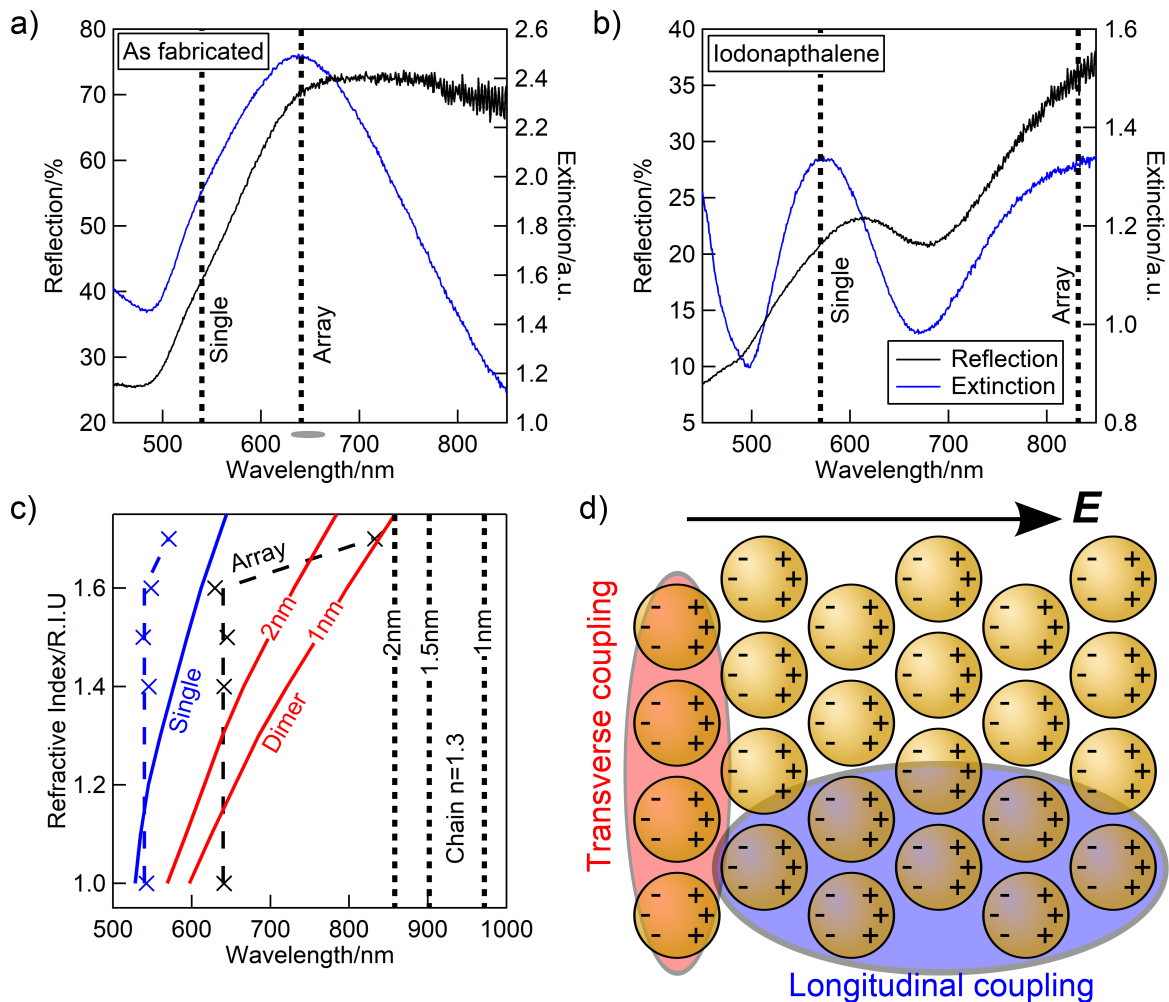 a)
As fabricated
Reflection/%
80
70
60
50
40
30
20
Single
Array
2.6
2.4
2.2
2.0
1.8
1.6
1.4
1.2
1.0
Extinction/a.u.
500
600
700
800
Wavelength/nm
b)
Iodonapthalene
Reflection/%
40
35
30
25
20
15
10
5
Single
Array
Reflection
Extinction
1.6
1.4
1.2
1.0
0.8
Extinction/a.u.
500
600
700
800
Wavelength/nm
c)
Refractive Index/R.I.U
1.6
1.4
1.2
1.0
Single
Array
2nm
1nm
Dimer
2nm
1.5nm
Chain n=1.3
1nm
500
600
700
800
900
1000
Wavelength/nm
d)
E
Transverse coupling
Longitudinal coupling